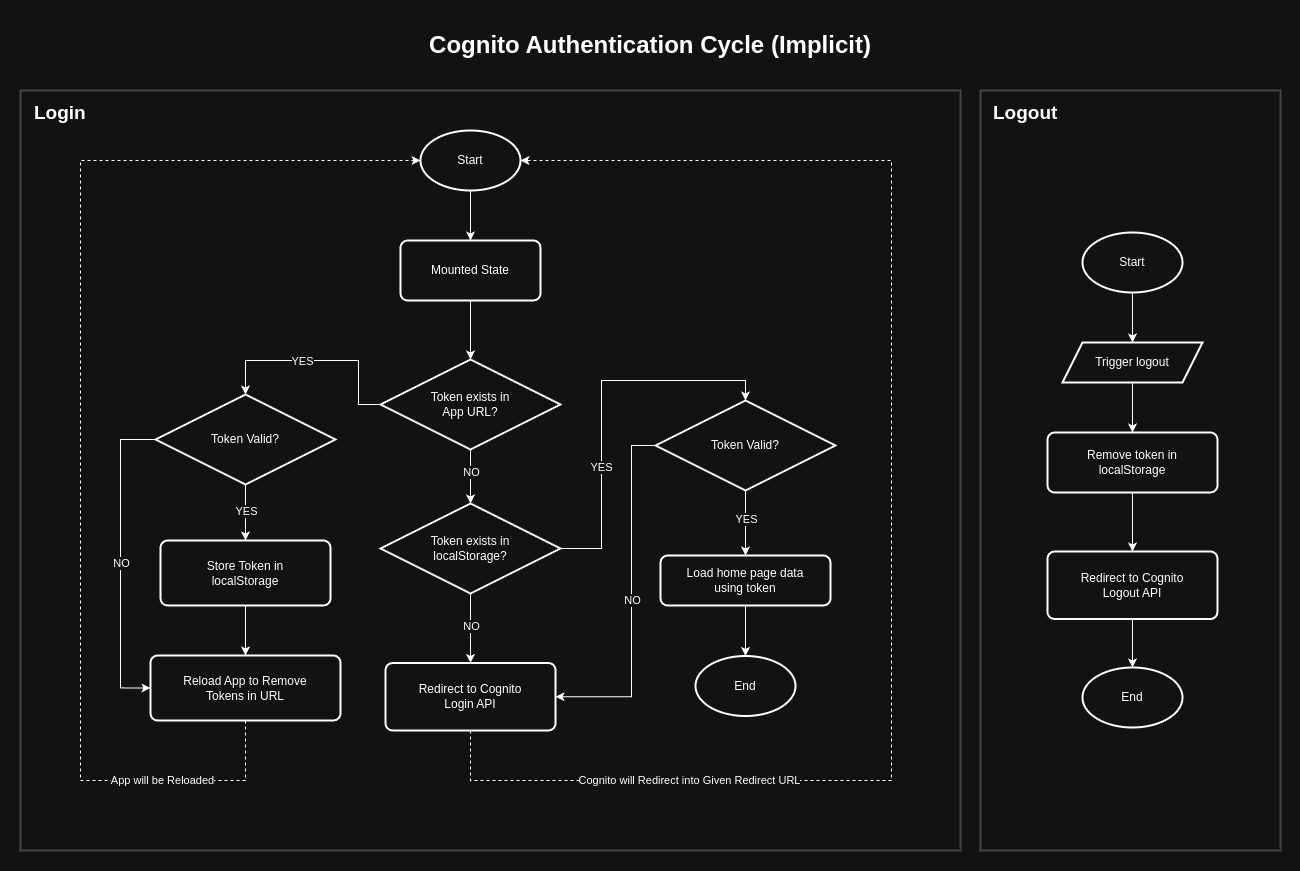 Cognito Authentication Cycle (Implicit)
Login
Start
Mounted State
YES
Token exists in
App URL?
Token Valid?
NO
YES
Store Token in
localStorage
NO
Reload App to Remove
Tokens in URL
App will be Reloaded
Token exists in
localStorage?
YES
NO
Redirect to Cognito
Login API
Cognito will Redirect into Given Redirect URL
Token Valid?
YES
NO
Load home page data
using token
End
Logout
Start
Trigger logout
Remove token in
localStorage
Redirect to Cognito
Logout API
End